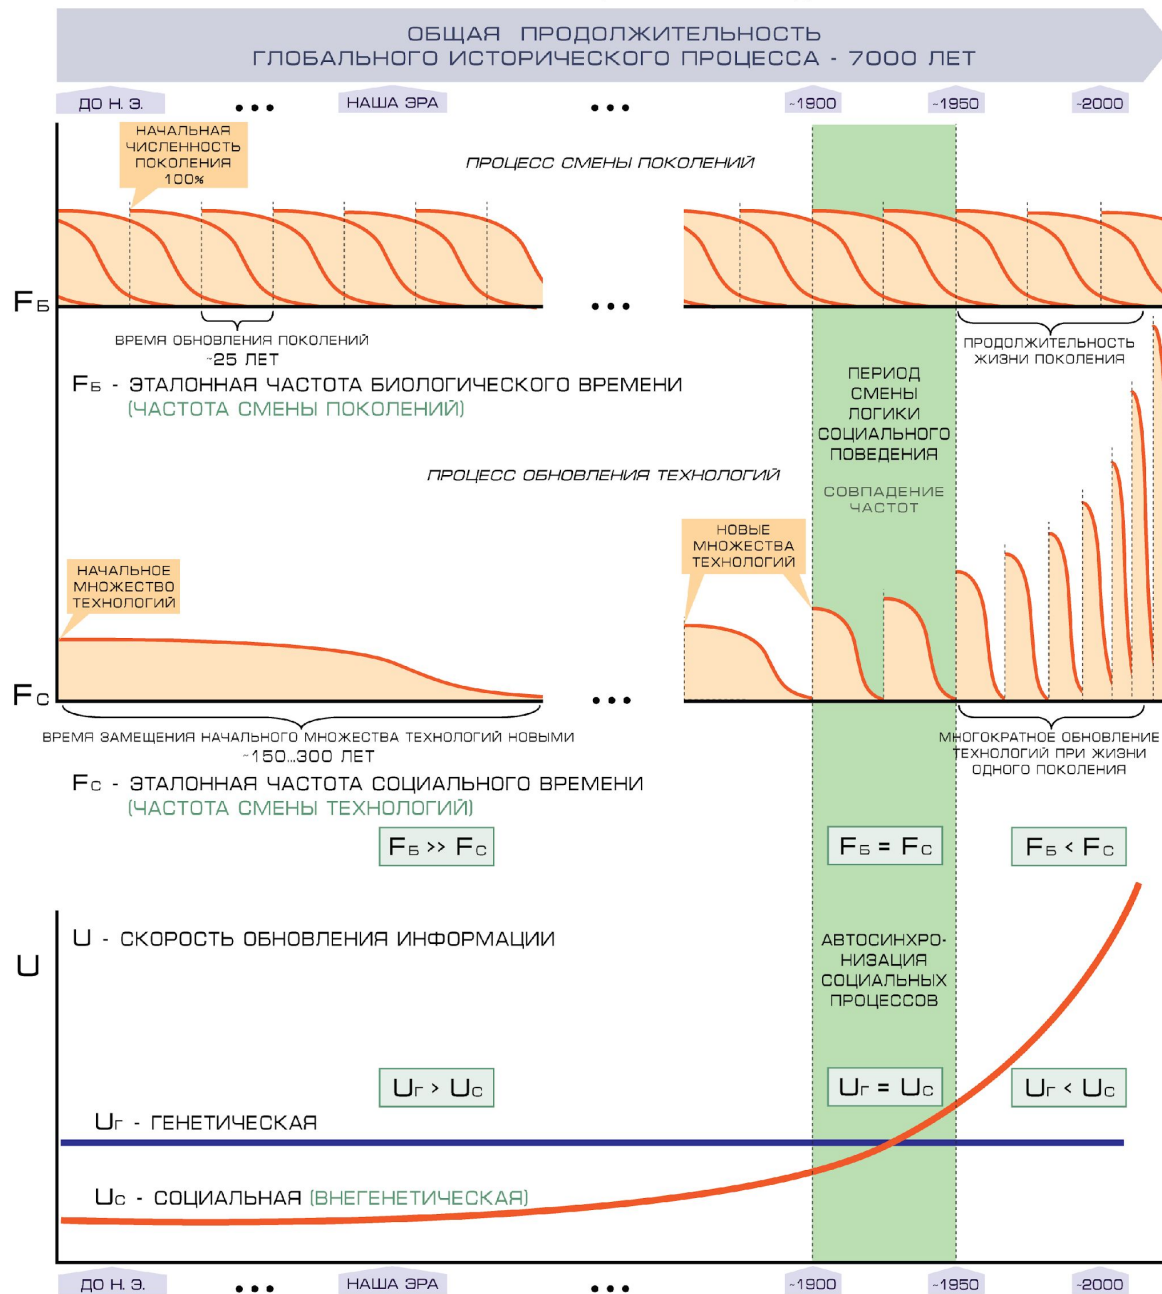 ОБЩАЯ ПРОДОЛЖИТЕЛЬНОСТЬ
ГЛОБАЛЬНОГО ИСТОРИЧЕСКОГО ПРОЦЕССА - 7000 ЛЕТ
ДО Н. Э.
•••
НАША ЭРА
•••
~1900
~1950
~2000
НАЧАЛЬНАЯ
ЧИСЛЕННОСТЬ
ПОКОЛЕНИЯ
100%
ПРОЦЕСС СМЕНЫ ПОКОЛЕНИЙ
FБ
•••
ВРЕМЯ ОБНОВЛЕНИЯ ПОКОЛЕНИЙ
~25 ЛЕТ
ПРОДОЛЖИТЕЛЬНОСТЬ
ЖИЗНИ ПОКОЛЕНИЯ
FБ - ЭТАЛОННАЯ ЧАСТОТА БИОЛОГИЧЕСКОГО ВРЕМЕНИ
(ЧАСТОТА СМЕНЫ ПОКОЛЕНИЙ)
ПЕРИОД
СМЕНЫ
ЛОГИКИ
СОЦИАЛЬНОГО
ПОВЕДЕНИЯ
СОВПАДЕНИЕ
ЧАСТОТ
ПРОЦЕСС ОБНОВЛЕНИЯ ТЕХНОЛОГИЙ
НОВЫЕ
МНОЖЕСТВА
ТЕХНОЛОГИЙ
НАЧАЛЬНОЕ
МНОЖЕСТВО
ТЕХНОЛОГИЙ
FС
•••
ВРЕМЯ ЗАМЕЩЕНИЯ НАЧАЛЬНОГО МНОЖЕСТВА ТЕХНОЛОГИЙ НОВЫМИ
~150...300 ЛЕТ
МНОГОКРАТНОЕ ОБНОВЛЕНИЕ
ТЕХНОЛОГИЙ ПРИ ЖИЗНИ
ОДНОГО ПОКОЛЕНИЯ
FС - ЭТАЛОННАЯ ЧАСТОТА СОЦИАЛЬНОГО ВРЕМЕНИ
(ЧАСТОТА СМЕНЫ ТЕХНОЛОГИЙ)
FБ >> FС
FБ = FС
FБ < FС
U
U - СКОРОСТЬ ОБНОВЛЕНИЯ ИНФОРМАЦИИ
АВТОСИНХРО-
НИЗАЦИЯ
СОЦИАЛЬНЫХ
ПРОЦЕССОВ
UГ > UС
UГ = UС
UГ < UС
UГ - ГЕНЕТИЧЕСКАЯ
UС - СОЦИАЛЬНАЯ (ВНЕГЕНЕТИЧЕСКАЯ)
ДО Н. Э.
•••
НАША ЭРА
•••
~1900
~1950
~2000